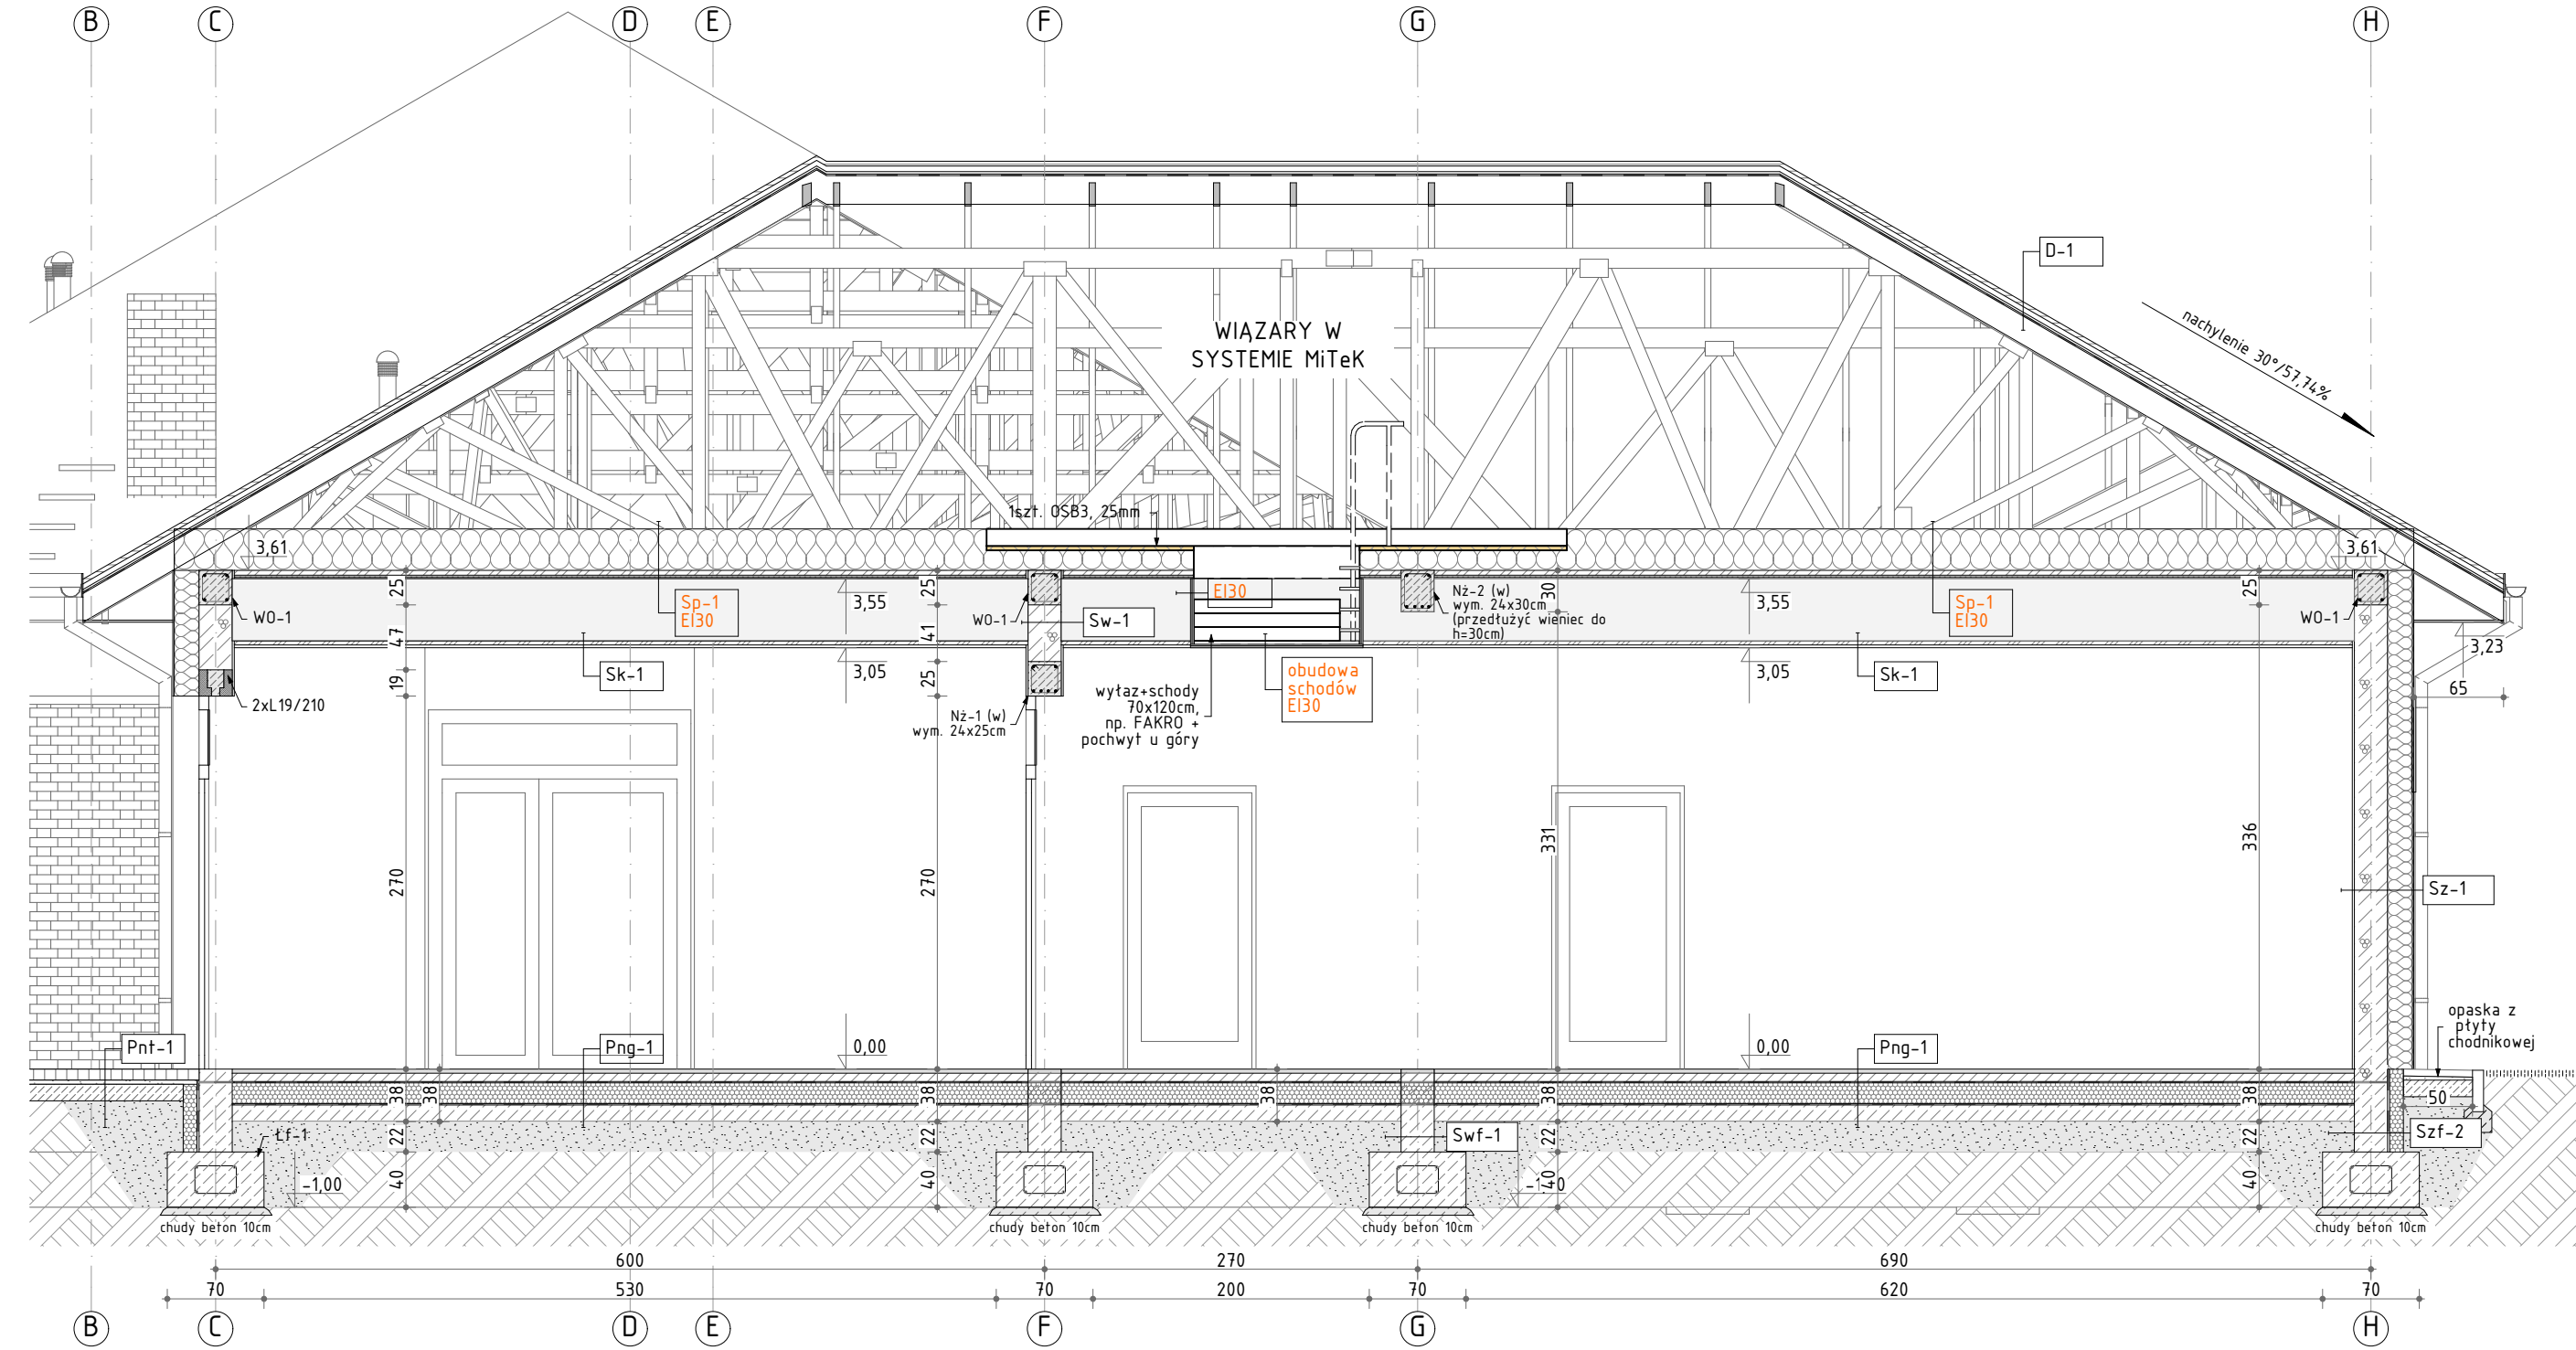 B
C
D
E
F
G
H
D-1
nachylenie 30°/57,74%
WIĄZARY W
SYSTEMIE MiTeK
1szt. OSB3, 25mm
3,61
3,61
25
WO-1
47
19
2xL19/210
Sp-1
EI30
3,55
25
WO-1
41
25
Sw-1
EI30
30
Nż-2 (w)
wym. 24x30cm
(przedłużyć wieniec do
h=30cm)
3,55
Sp-1
EI30
25
WO-1
3,23
65
Sk-1
3,05
Nż-1 (w)
wym. 24x25cm
wyłaz+schody
70x120cm,
np. FAKRO +
pochwyt u góry
obudowa
schodów
EI30
3,05
Sk-1
270
270
331
336
Sz-1
opaska z
płyty
chodnikowej
Pnt-1
Png-1
0,00
0,00
Png-1
38
38
38
38
38
38
50
Łf-1
22
22
Swf-1
22
22
Szf-2
-1,00
40
40
40
40
chudy beton 10cm
chudy beton 10cm
chudy beton 10cm
chudy beton 10cm
600
270
690
70
530
70
200
70
620
70
B
C
D
E
F
G
H